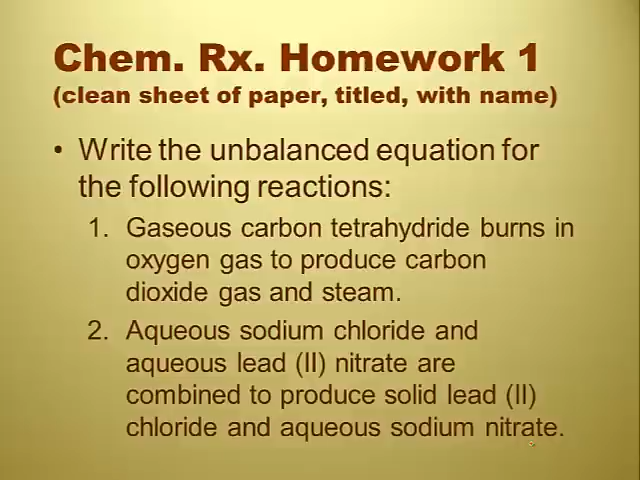 Chem. Rx. Homework 1
(clean sheet of paper, titled, with name)
• Write the unbalanced equation for
the following reactions:
1. Gaseous carbon tetrahydride burns in
oxygen gas to produce carbon
dioxide gas and steam.
2. Aqueous sodium chloride and
aqueous lead (II) nitrate are
combined to produce solid lead (II)
chloride and aqueous sodium nitrate.